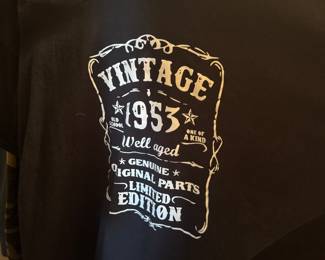 VINTAGE
OLD SCHOOL 1953 ONE OF A KIND
Well aged
GENUINE
ORIGINAL PARTS
LIMITED
EDITION